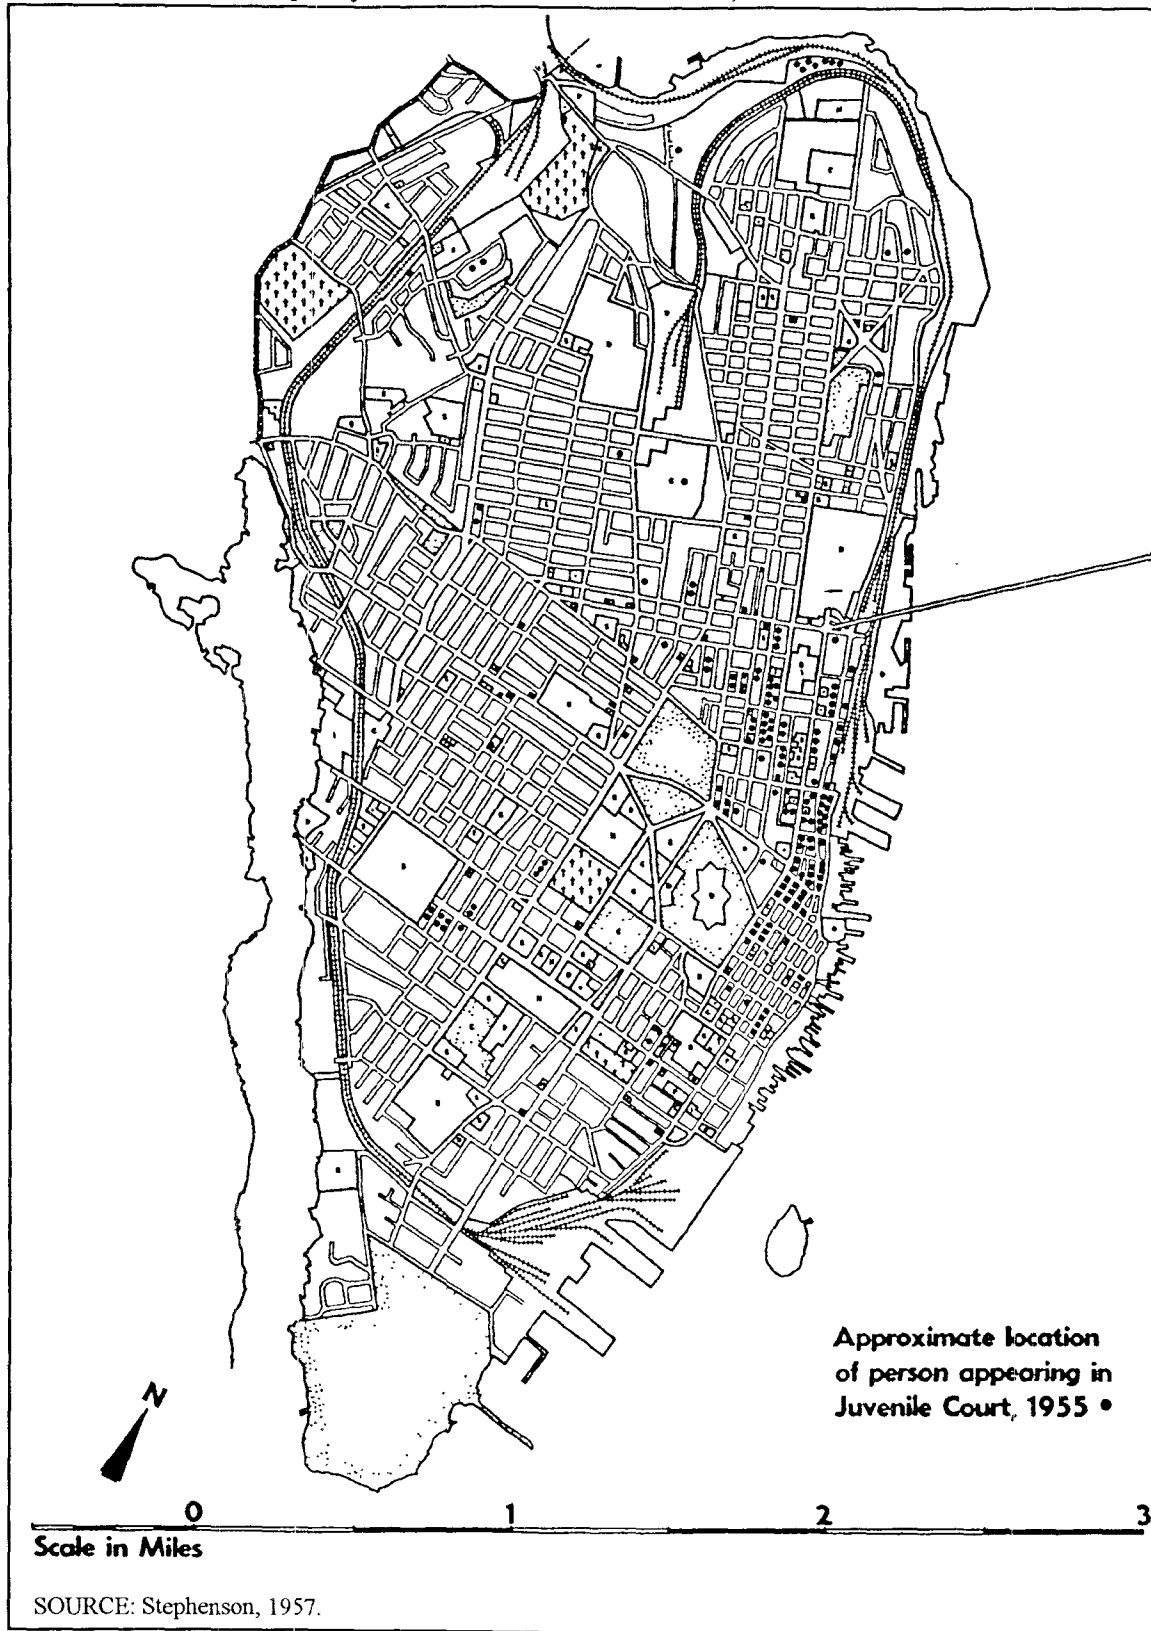 Approximate location
of person appearing in
Juvenile Court, 1955 •
N
0 1 2 3
Scale in Miles
SOURCE: Stephenson, 1957.